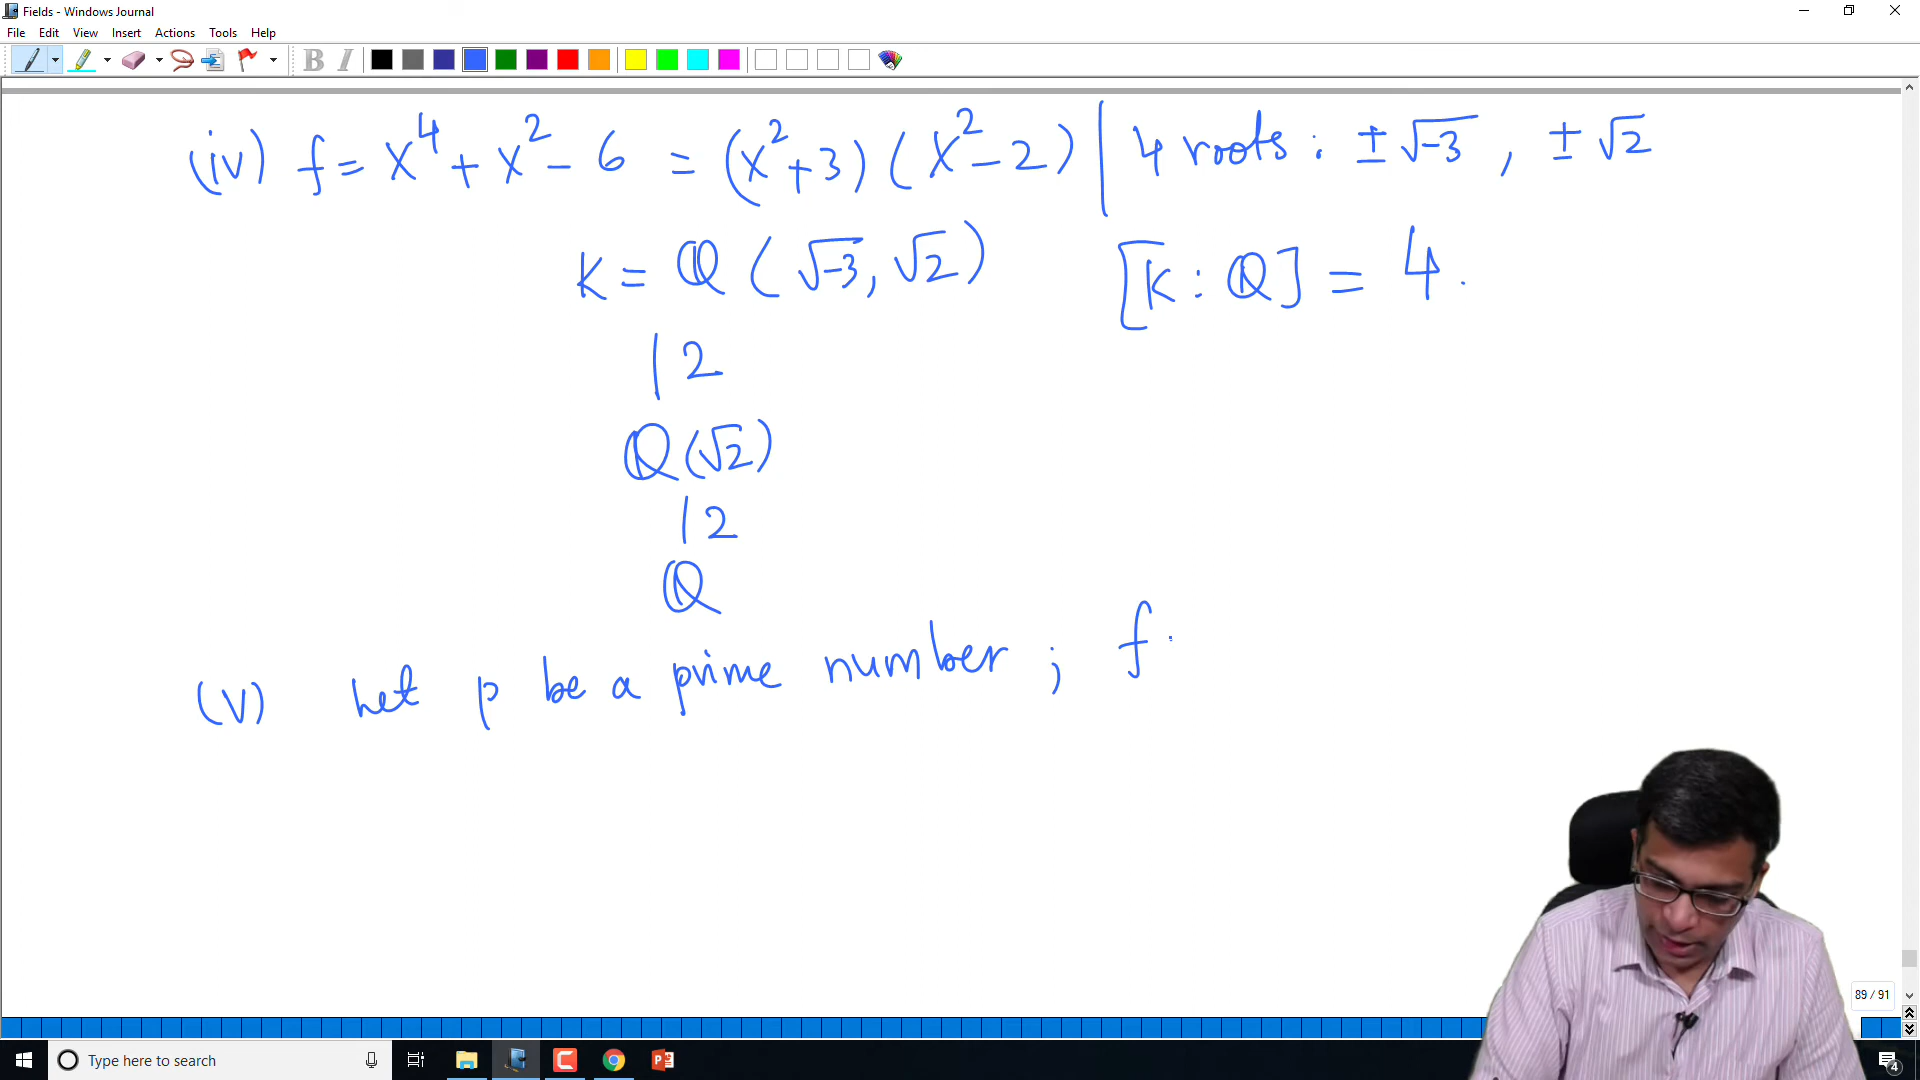 Fields - Windows Journal
File Edit View Insert Actions Tools Help
B I
(iv) f = X⁴ + X² - 6 = (X² + 3)(X² - 2) | 4 roots : ± √-3 , ± √2
K = ℚ (√-3, √2) [K : ℚ] = 4 .
| 2
ℚ(√2)
| 2
ℚ
(v) Let p be a prime number ; f
89 / 91
Type here to search
4